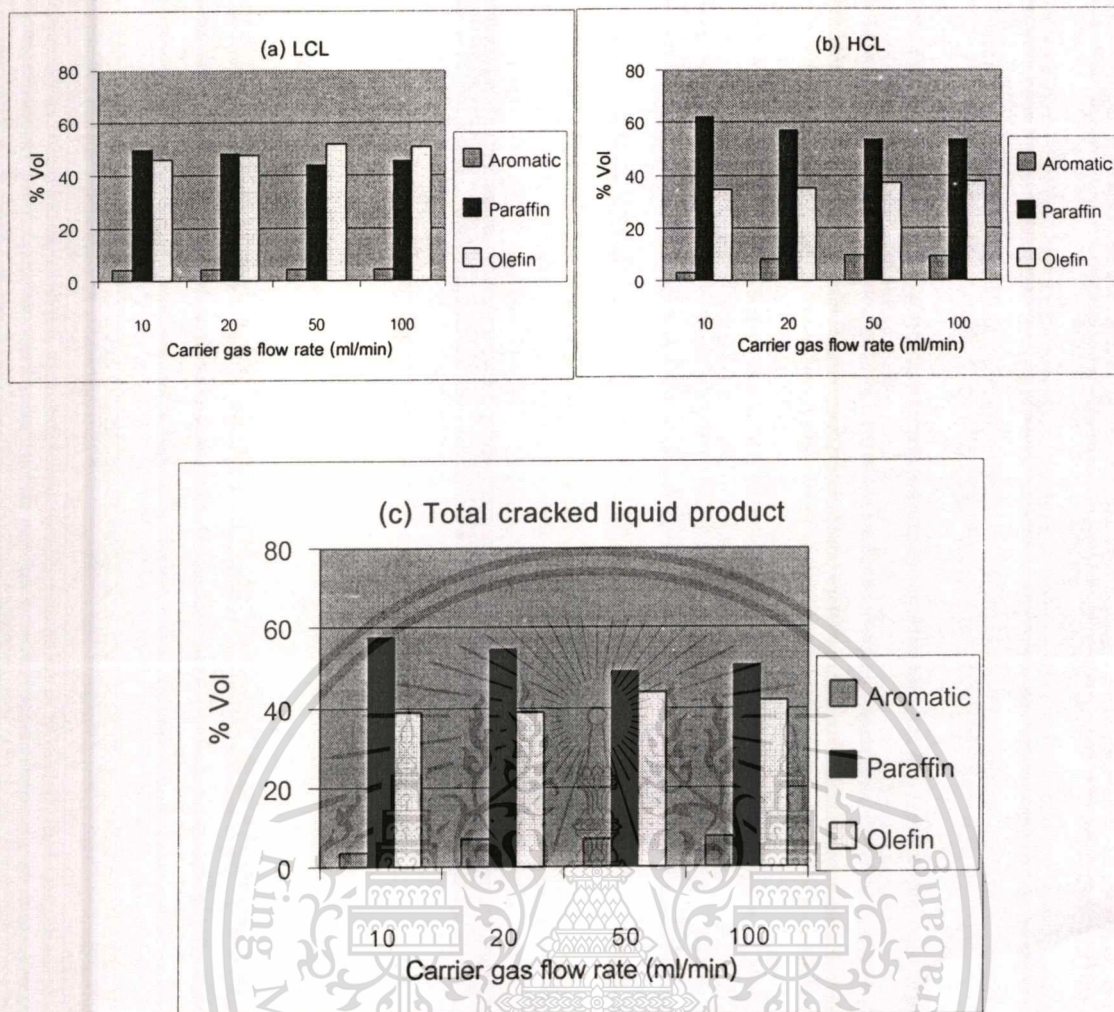 (a) LCL
80
60
40
20
0
% Vol
10 20 50 100
Carrier gas flow rate (ml/min)
Aromatic
Paraffin
Olefin
(b) HCL
80
60
40
20
0
% Vol
10 20 50 100
Carrier gas flow rate (ml/min)
Aromatic
Paraffin
Olefin
(c) Total cracked liquid product
80
60
40
20
0
% Vol
10 20 50 100
Carrier gas flow rate (ml/min)
Aromatic
Paraffin
Olefin
King M